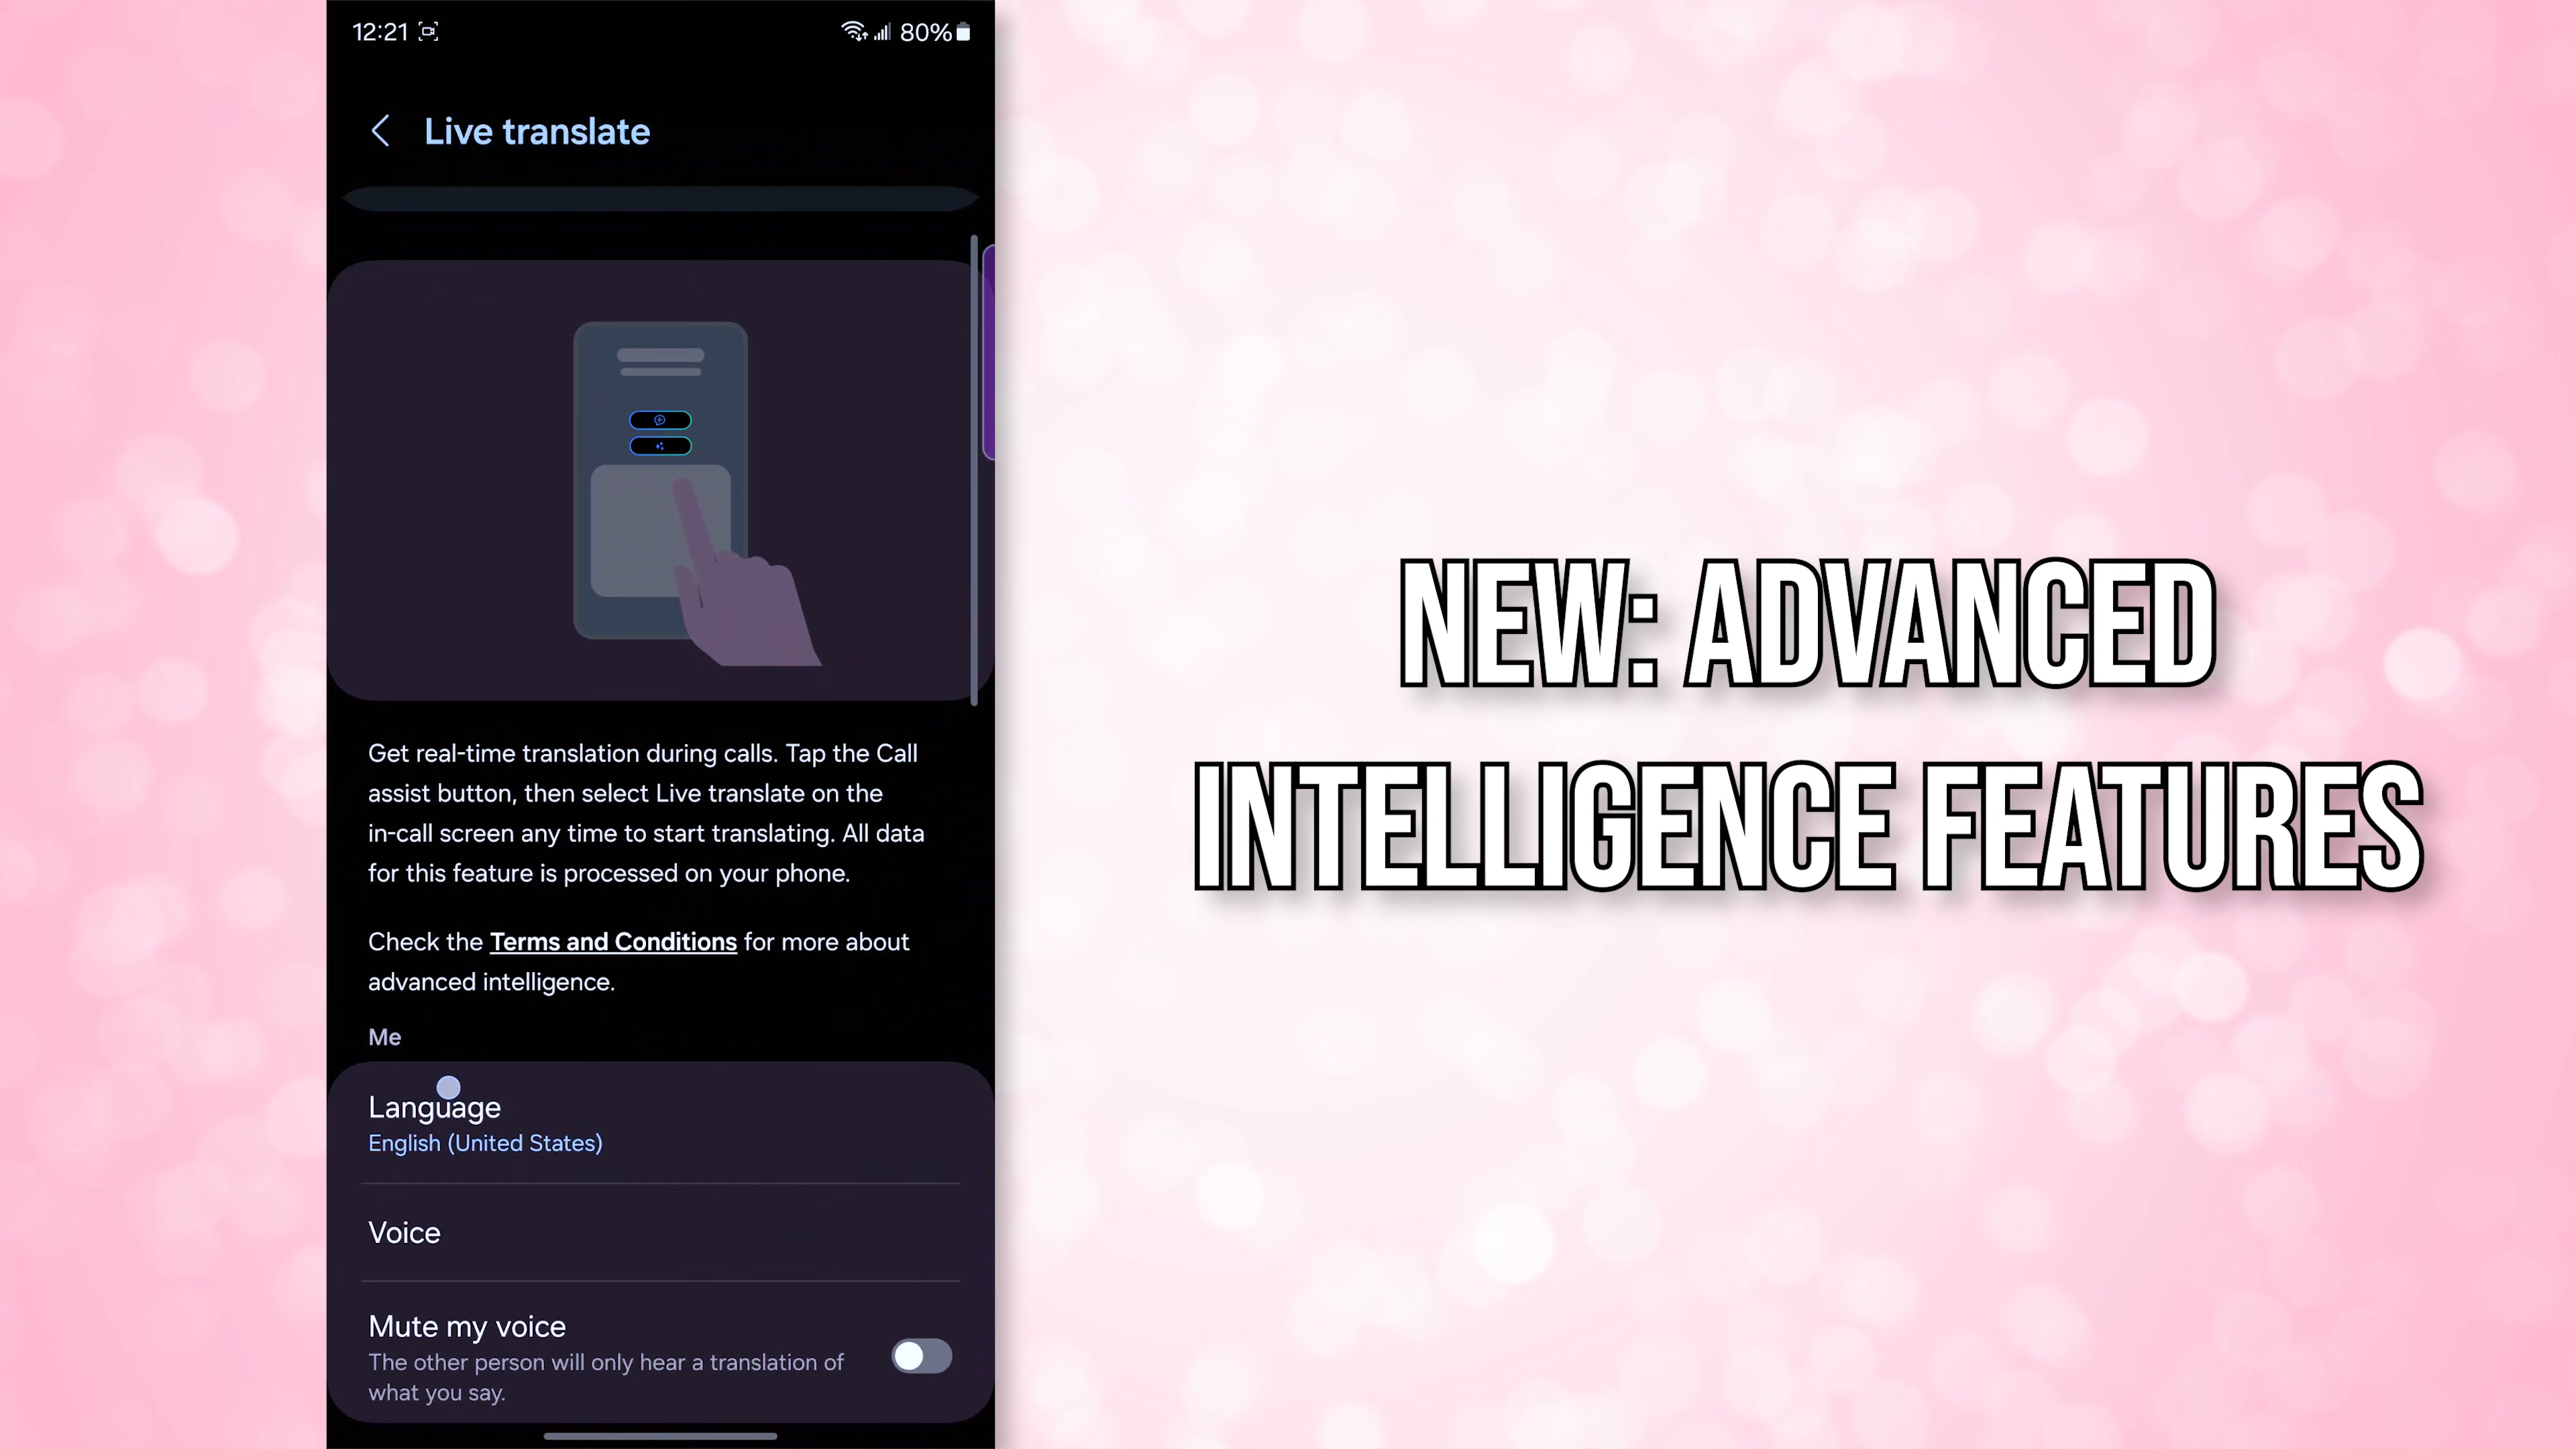 12:21
80%
Live translate
Get real-time translation during calls. Tap the Call
assist button, then select Live translate on the
in-call screen any time to start translating. All data
for this feature is processed on your phone.
Check the Terms and Conditions for more about
advanced intelligence.
Me
Language
English (United States)
Voice
Mute my voice
The other person will only hear a translation of
what you say.
NEW: ADVANCED
INTELLIGENCE FEATURES